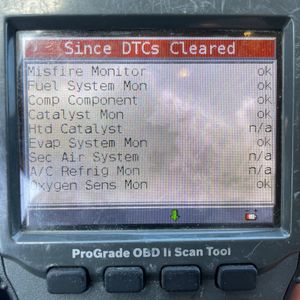 Since DTCs Cleared
Misfire Monitor ok
Fuel System Mon ok
Comp Component ok
Catalyst Mon ok
Htd Catalyst n/a
Evap System Mon ok
Sec Air System n/a
A/C Refrig Mon n/a
Oxygen Sens Mon ok
ProGrade OBD II Scan Tool